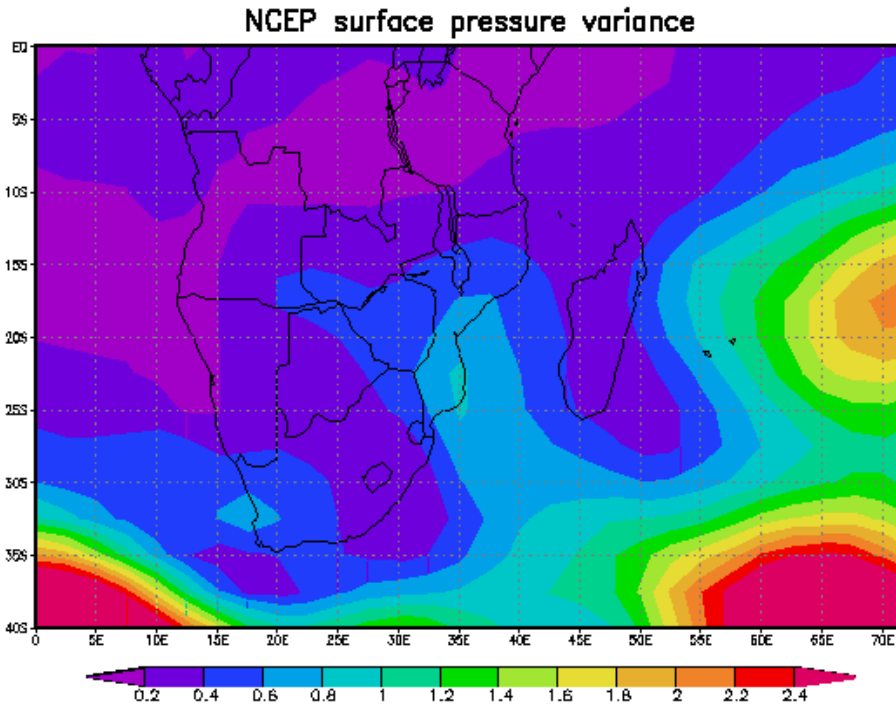 NCEP surface pressure variance
EQ
5S
10S
15S
20S
25S
30S
35S
40S
0 5E 10E 15E 20E 25E 30E 35E 40E 45E 50E 55E 60E 65E 70E
0.2 0.4 0.6 0.8 1 1.2 1.4 1.6 1.8 2 2.2 2.4